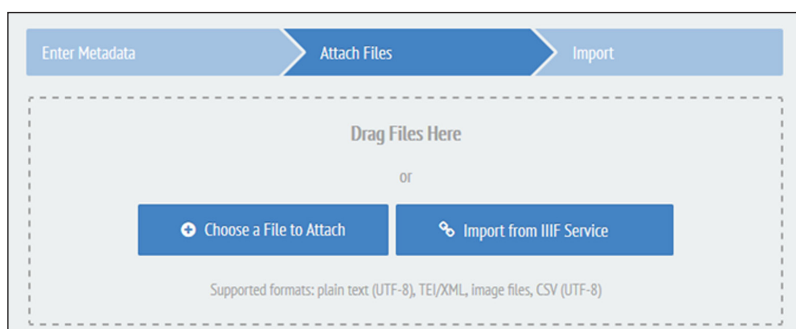 Enter Metadata
Attach Files
Import
Drag Files Here
or
Choose a File to Attach
Import from IIIF Service
Supported formats: plain text (UTF-8), TEI/XML, image files, CSV (UTF-8)